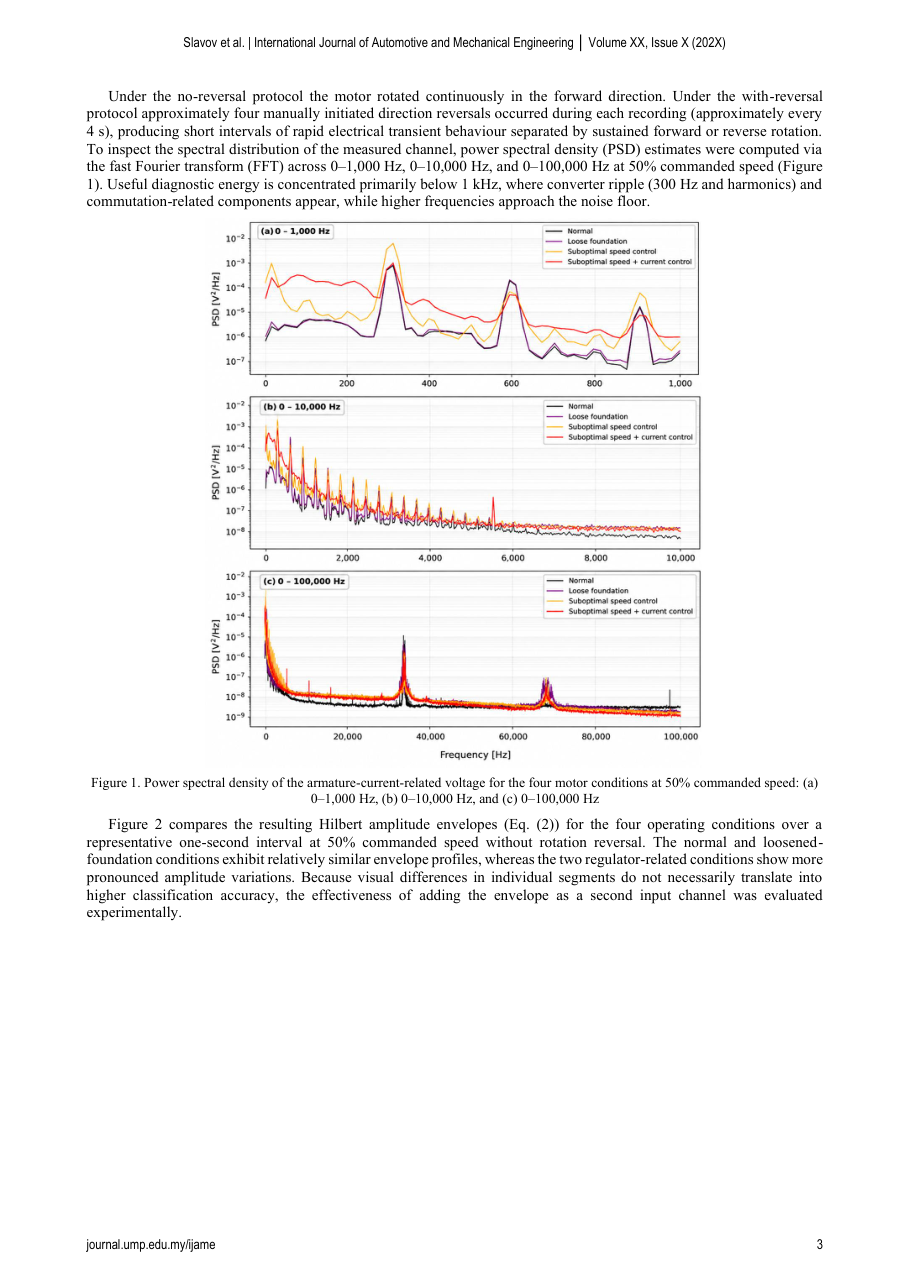 Slavov et al. | International Journal of Automotive and Mechanical Engineering │ Volume XX, Issue X (202X)
Under the no-reversal protocol the motor rotated continuously in the forward direction. Under the with-reversal
protocol approximately four manually initiated direction reversals occurred during each recording (approximately every
4 s), producing short intervals of rapid electrical transient behaviour separated by sustained forward or reverse rotation.
To inspect the spectral distribution of the measured channel, power spectral density (PSD) estimates were computed via
the fast Fourier transform (FFT) across 0–1,000 Hz, 0–10,000 Hz, and 0–100,000 Hz at 50% commanded speed (Figure
1). Useful diagnostic energy is concentrated primarily below 1 kHz, where converter ripple (300 Hz and harmonics) and
commutation-related components appear, while higher frequencies approach the noise floor.
(a) 0 – 1,000 Hz
Normal
Loose foundation
Suboptimal speed control
Suboptimal speed + current control
PSD [V²/Hz]
10⁻²
10⁻³
10⁻⁴
10⁻⁵
10⁻⁶
10⁻⁷
0 200 400 600 800 1,000
(b) 0 – 10,000 Hz
Normal
Loose foundation
Suboptimal speed control
Suboptimal speed + current control
PSD [V²/Hz]
10⁻²
10⁻³
10⁻⁴
10⁻⁵
10⁻⁶
10⁻⁷
10⁻⁸
0 2,000 4,000 6,000 8,000 10,000
(c) 0 – 100,000 Hz
Normal
Loose foundation
Suboptimal speed control
Suboptimal speed + current control
PSD [V²/Hz]
10⁻²
10⁻³
10⁻⁴
10⁻⁵
10⁻⁶
10⁻⁷
10⁻⁸
10⁻⁹
0 20,000 40,000 60,000 80,000 100,000
Frequency [Hz]
Figure 1. Power spectral density of the armature-current-related voltage for the four motor conditions at 50% commanded speed: (a)
0–1,000 Hz, (b) 0–10,000 Hz, and (c) 0–100,000 Hz
Figure 2 compares the resulting Hilbert amplitude envelopes (Eq. (2)) for the four operating conditions over a
representative one-second interval at 50% commanded speed without rotation reversal. The normal and loosened-
foundation conditions exhibit relatively similar envelope profiles, whereas the two regulator-related conditions show more
pronounced amplitude variations. Because visual differences in individual segments do not necessarily translate into
higher classification accuracy, the effectiveness of adding the envelope as a second input channel was evaluated
experimentally.
journal.ump.edu.my/ijame 3